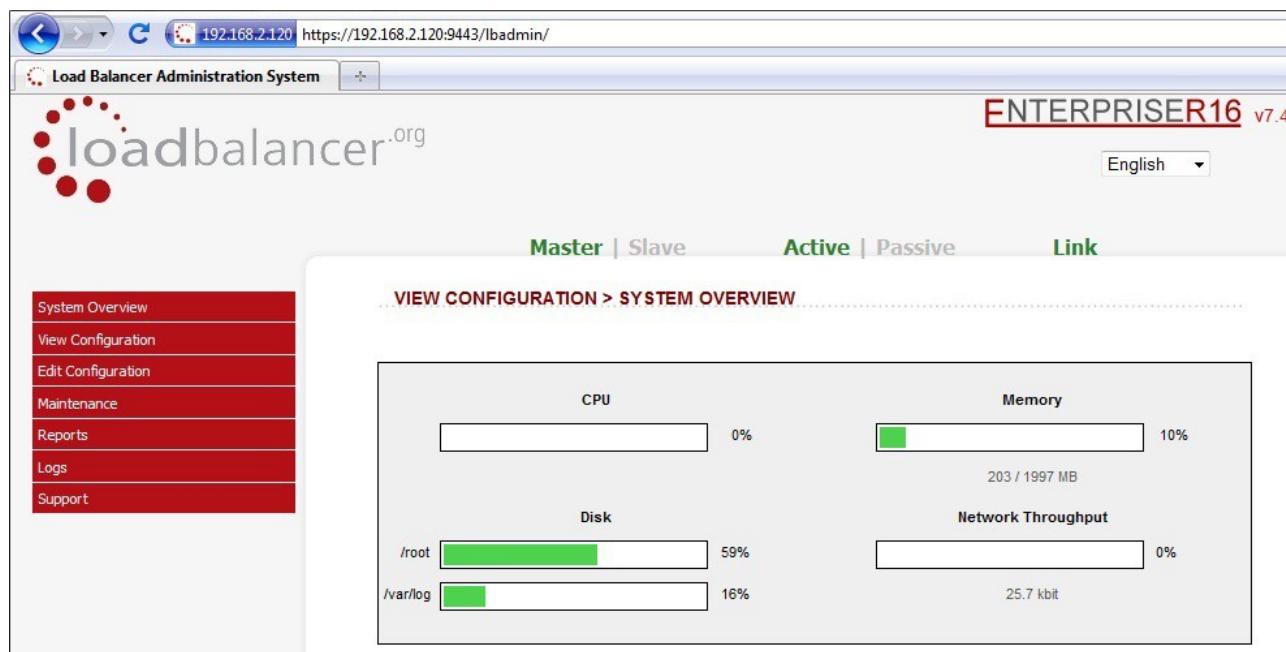 192.168.2.120 https://192.168.2.120:9443/lbadmin/
Load Balancer Administration System
loadbalancer.org
ENTERPRISER16 v7.4
English
Master | Slave Active | Passive Link
System Overview
View Configuration
Edit Configuration
Maintenance
Reports
Logs
Support
VIEW CONFIGURATION > SYSTEM OVERVIEW
CPU
0%
Memory
10%
203 / 1997 MB
Disk
/root 59%
/var/log 16%
Network Throughput
0%
25.7 kbit